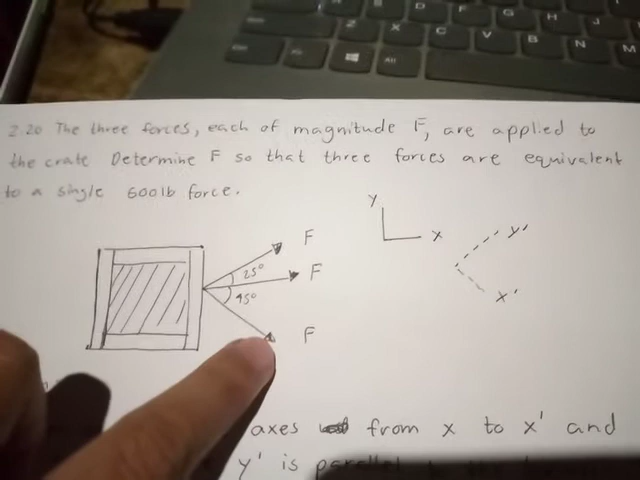 2.20 The three forces, each of magnitude F, are applied to
the crate Determine F so that three forces are equivalent
to a single 600lb force.
y
x
y'
x'
F
25°
F
45°
F
axes from x to x' and
y' is
D
F
G
H
J
Z
X
C
V
B
N
M
Alt